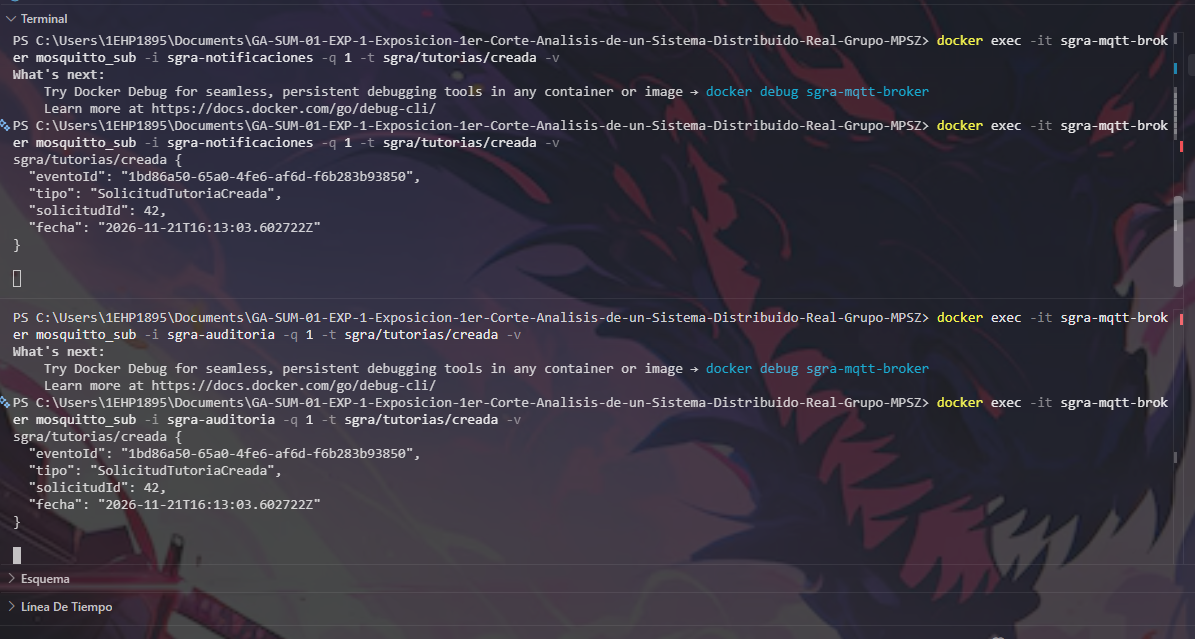 Terminal
PS C:\Users\1EHP1895\Documents\GA-SUM-01-EXP-1-Exposicion-1er-Corte-Analisis-de-un-Sistema-Distribuido-Real-Grupo-MPSZ> docker exec -it sgra-mqtt-brok
er mosquitto_sub -i sgra-notificaciones -q 1 -t sgra/tutorias/creada -v
What's next:
    Try Docker Debug for seamless, persistent debugging tools in any container or image → docker debug sgra-mqtt-broker
    Learn more at https://docs.docker.com/go/debug-cli/
PS C:\Users\1EHP1895\Documents\GA-SUM-01-EXP-1-Exposicion-1er-Corte-Analisis-de-un-Sistema-Distribuido-Real-Grupo-MPSZ> docker exec -it sgra-mqtt-brok
er mosquitto_sub -i sgra-notificaciones -q 1 -t sgra/tutorias/creada -v
sgra/tutorias/creada {
  "eventoId": "1bd86a50-65a0-4fe6-af6d-f6b283b93850",
  "tipo": "SolicitudTutoriaCreada",
  "solicitudId": 42,
  "fecha": "2026-11-21T16:13:03.602722Z"
}
PS C:\Users\1EHP1895\Documents\GA-SUM-01-EXP-1-Exposicion-1er-Corte-Analisis-de-un-Sistema-Distribuido-Real-Grupo-MPSZ> docker exec -it sgra-mqtt-brok
er mosquitto_sub -i sgra-auditoria -q 1 -t sgra/tutorias/creada -v
What's next:
    Try Docker Debug for seamless, persistent debugging tools in any container or image → docker debug sgra-mqtt-broker
    Learn more at https://docs.docker.com/go/debug-cli/
PS C:\Users\1EHP1895\Documents\GA-SUM-01-EXP-1-Exposicion-1er-Corte-Analisis-de-un-Sistema-Distribuido-Real-Grupo-MPSZ> docker exec -it sgra-mqtt-brok
er mosquitto_sub -i sgra-auditoria -q 1 -t sgra/tutorias/creada -v
sgra/tutorias/creada {
  "eventoId": "1bd86a50-65a0-4fe6-af6d-f6b283b93850",
  "tipo": "SolicitudTutoriaCreada",
  "solicitudId": 42,
  "fecha": "2026-11-21T16:13:03.602722Z"
}
Esquema
Línea De Tiempo